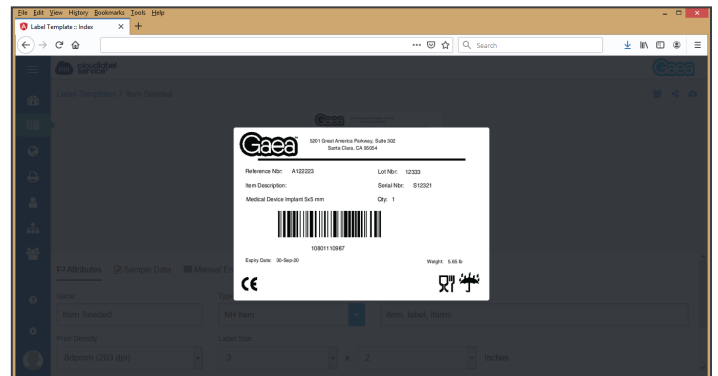 File Edit View History Bookmarks Tools Help
Label Template :: Index
Search
cloudlabel
service
Gaea
Label Templates / Item Seeded
Gaea
5201 Great America Parkway, Suite 302
Santa Clara, CA 95054
Reference Nbr: A122223
Lot Nbr: 12333
Item Description:
Serial Nbr: S12321
Medical Device Implant 5x5 mm
Qty: 1
10801110987
Expiry Date: 30-Sep-20
Weight: 5.65 lb
CE
Attributes Sample Data
Name
Item Seeded
NH Item
item, label, items
Print Density
Label Size
8dpmm (203 dpi)
3 x 2 Inches